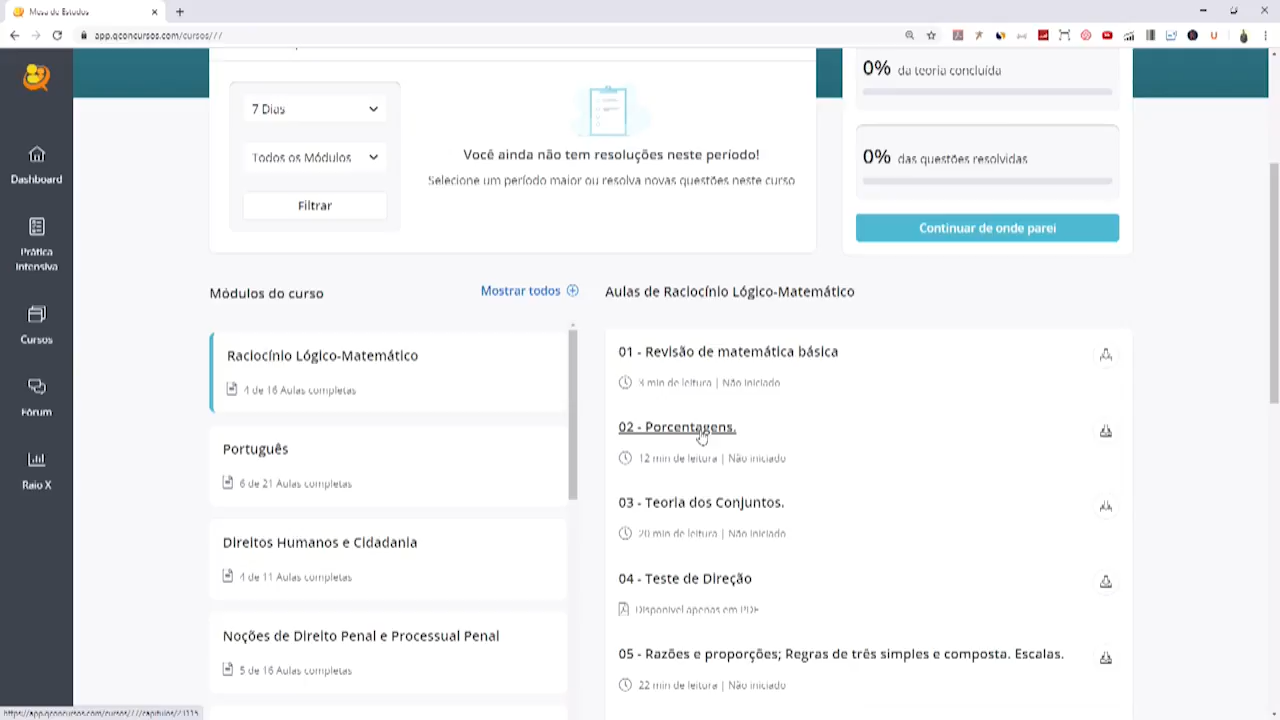 Mesa de Estudos
app.qconcursos.com/cursos///
Dashboard
Prática
Intensiva
Cursos
Fórum
Raio X
7 Dias
Todos os Módulos
Filtrar
Você ainda não tem resoluções neste período!
Selecione um período maior ou resolva novas questões neste curso
0% da teoria concluída
0% das questões resolvidas
Continuar de onde parei
Módulos do curso
Mostrar todos
Raciocínio Lógico-Matemático
4 de 16 Aulas completas
Português
6 de 21 Aulas completas
Direitos Humanos e Cidadania
4 de 11 Aulas completas
Noções de Direito Penal e Processual Penal
5 de 16 Aulas completas
Aulas de Raciocínio Lógico-Matemático
01 - Revisão de matemática básica
3 min de leitura | Não iniciado
02 - Porcentagens.
12 min de leitura | Não iniciado
03 - Teoria dos Conjuntos.
20 min de leitura | Não iniciado
04 - Teste de Direção
Disponível apenas em PDF
05 - Razões e proporções; Regras de três simples e composta. Escalas.
22 min de leitura | Não iniciado